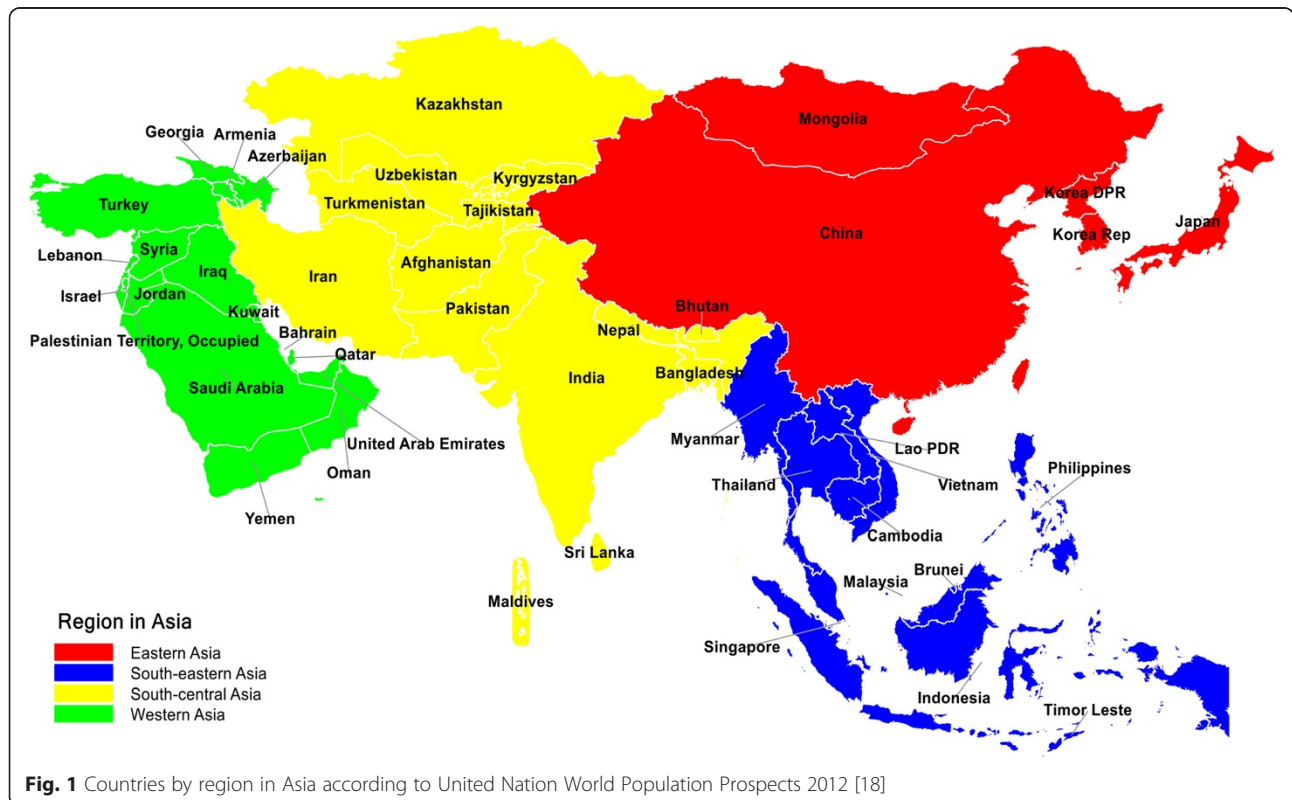 Kazakhstan
Mongolia
Georgia
Armenia
Azerbaijan
Uzbekistan
Kyrgyzstan
Turkmenistan
Tajikistan
Turkey
Korea DPR
Korea Rep
Japan
China
Syria
Lebanon
Iraq
Iran
Afghanistan
Israel
Jordan
Kuwait
Pakistan
Bhutan
Nepal
Bahrain
Palestinian Territory, Occupied
Qatar
Saudi Arabia
India
Bangladesh
United Arab Emirates
Oman
Yemen
Myanmar
Lao PDR
Thailand
Vietnam
Philippines
Cambodia
Sri Lanka
Maldives
Malaysia
Brunei
Singapore
Indonesia
Timor Leste
Region in Asia
Eastern Asia
South-eastern Asia
South-central Asia
Western Asia
Fig. 1 Countries by region in Asia according to United Nation World Population Prospects 2012 [18]